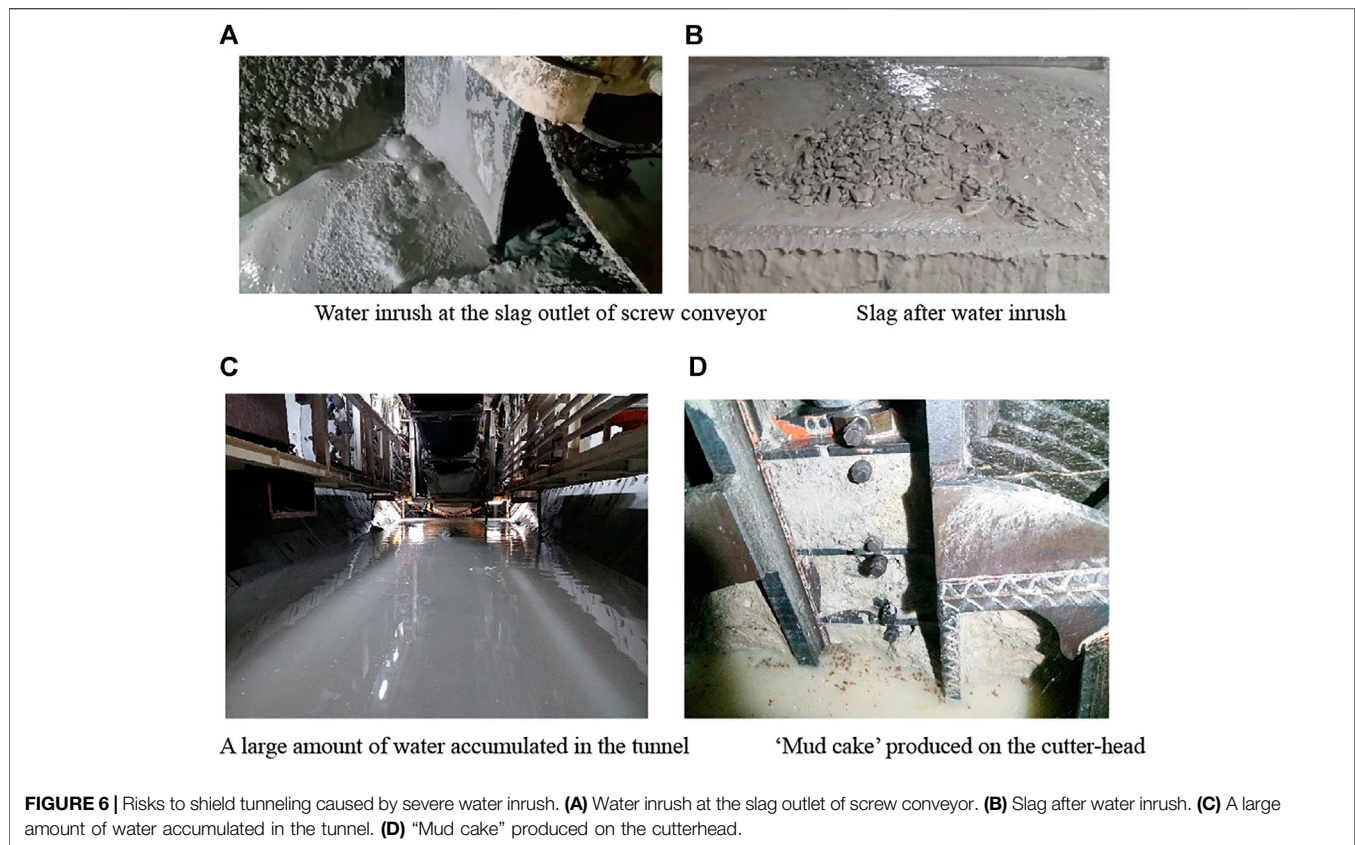 A
B
Water inrush at the slag outlet of screw conveyor
Slag after water inrush
C
D
A large amount of water accumulated in the tunnel
‘Mud cake’ produced on the cutter-head
FIGURE 6 | Risks to shield tunneling caused by severe water inrush. (A) Water inrush at the slag outlet of screw conveyor. (B) Slag after water inrush. (C) A large
amount of water accumulated in the tunnel. (D) “Mud cake” produced on the cutterhead.